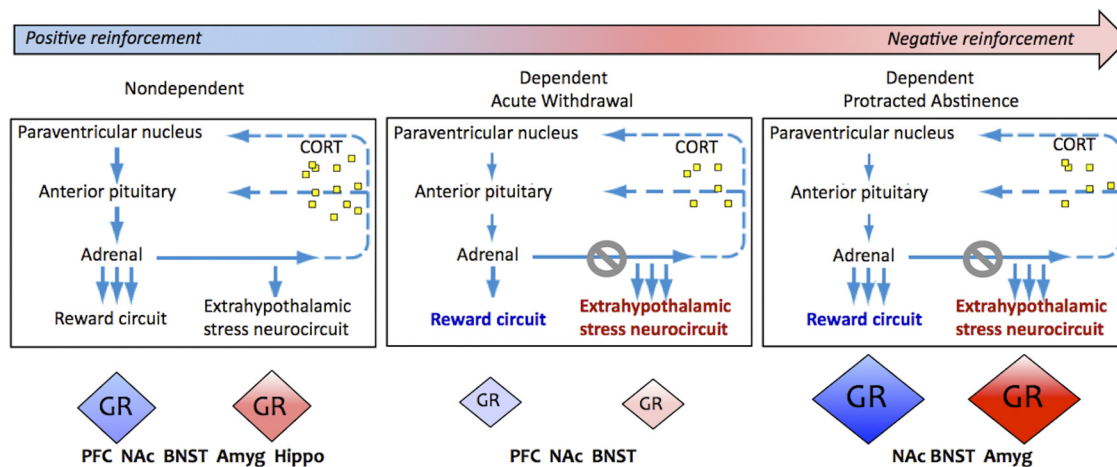 Positive reinforcement
Negative reinforcement
Nondependent
Dependent
Acute Withdrawal
Dependent
Protracted Abstinence
Paraventricular nucleus
CORT
Anterior pituitary
Adrenal
Reward circuit
Extrahypothalamic
stress neurocircuit
Paraventricular nucleus
CORT
Anterior pituitary
Adrenal
Reward circuit
Extrahypothalamic
stress neurocircuit
Paraventricular nucleus
CORT
Anterior pituitary
Adrenal
Reward circuit
Extrahypothalamic
stress neurocircuit
GR
GR
PFC NAc BNST Amyg Hippo
GR
GR
PFC NAc BNST
GR
GR
NAc BNST Amyg